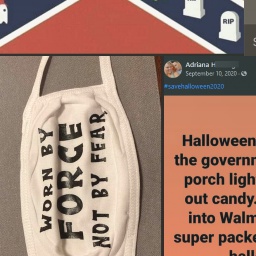 RIP
WORN BY
FORCE
NOT BY FEAR
Adriana H
September 10, 2020
#savehalloween2020
Halloween
the governm
porch ligh
out candy.
into Walm
super packe